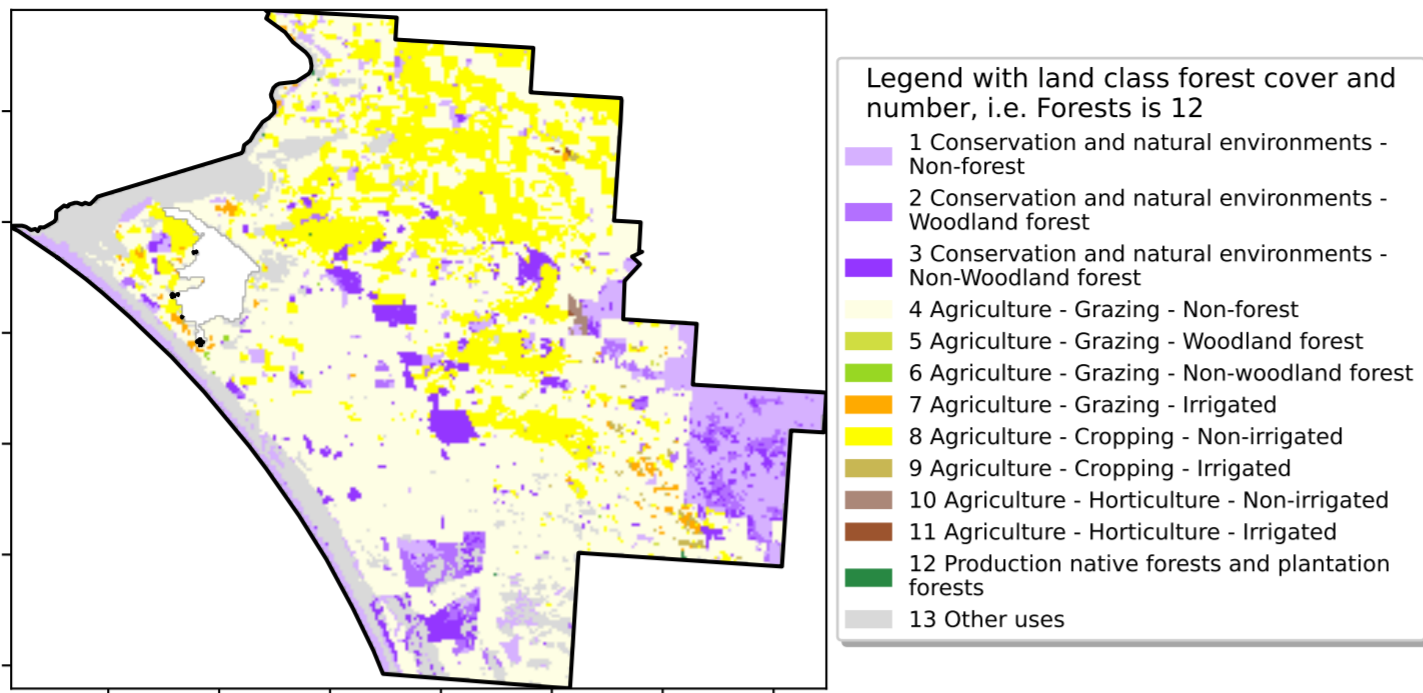 Legend with land class forest cover and
number, i.e. Forests is 12
1 Conservation and natural environments -
Non-forest
2 Conservation and natural environments -
Woodland forest
3 Conservation and natural environments -
Non-Woodland forest
4 Agriculture - Grazing - Non-forest
5 Agriculture - Grazing - Woodland forest
6 Agriculture - Grazing - Non-woodland forest
7 Agriculture - Grazing - Irrigated
8 Agriculture - Cropping - Non-irrigated
9 Agriculture - Cropping - Irrigated
10 Agriculture - Horticulture - Non-irrigated
11 Agriculture - Horticulture - Irrigated
12 Production native forests and plantation
forests
13 Other uses